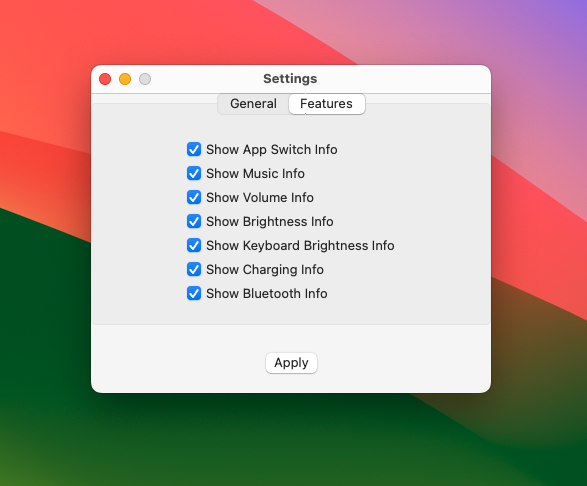 Settings
General Features
Show App Switch Info
Show Music Info
Show Volume Info
Show Brightness Info
Show Keyboard Brightness Info
Show Charging Info
Show Bluetooth Info
Apply